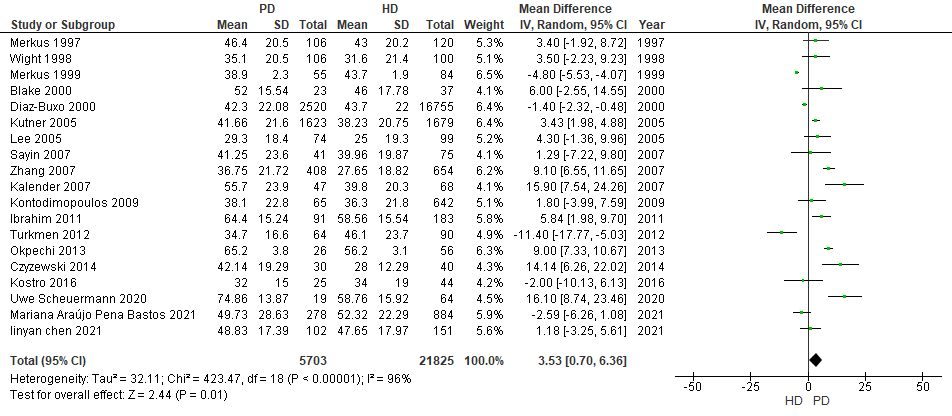 PD HD Mean Difference Mean Difference
Study or Subgroup Mean SD Total Mean SD Total Weight IV, Random, 95% CI Year IV, Random, 95% CI
Merkus 1997 46.4 20.5 106 43 20.2 120 5.3% 3.40 [-1.92, 8.72] 1997
Wight 1998 35.1 20.5 106 31.6 21.4 100 5.1% 3.50 [-2.23, 9.23] 1998
Merkus 1999 38.9 2.3 55 43.7 1.9 84 6.5% -4.80 [-5.53, -4.07] 1999
Blake 2000 52 15.54 23 46 17.78 37 4.2% 6.00 [-2.55, 14.55] 2000
Diaz-Buxo 2000 42.3 22.08 2520 43.7 22 16755 6.4% -1.40 [-2.32, -0.48] 2000
Kutner 2005 41.66 21.6 1623 38.23 20.75 1679 6.4% 3.43 [1.98, 4.88] 2005
Lee 2005 29.3 18.4 74 25 19.3 99 5.2% 4.30 [-1.36, 9.96] 2005
Sayin 2007 41.25 23.6 41 39.96 19.87 75 4.2% 1.29 [-7.22, 9.80] 2007
Zhang 2007 36.75 21.72 408 27.65 18.82 654 6.1% 9.10 [6.55, 11.65] 2007
Kalender 2007 55.7 23.9 47 39.8 20.3 68 4.2% 15.90 [7.54, 24.26] 2007
Kontodimopoulos 2009 38.1 22.8 65 36.3 21.8 642 5.1% 1.80 [-3.99, 7.59] 2009
Ibrahim 2011 64.4 15.24 91 58.56 15.54 183 5.8% 5.84 [1.98, 9.70] 2011
Turkmen 2012 34.7 16.6 64 46.1 23.7 90 4.9% -11.40 [-17.77, -5.03] 2012
Okpechi 2013 65.2 3.8 26 56.2 3.1 56 6.3% 9.00 [7.33, 10.67] 2013
Czyzewski 2014 42.14 19.29 30 28 12.29 40 4.4% 14.14 [6.26, 22.02] 2014
Kostro 2016 32 15 25 34 19 44 4.3% -2.00 [-10.13, 6.13] 2016
Uwe Scheuermann 2020 74.86 13.87 19 58.76 15.92 64 4.6% 16.10 [8.74, 23.46] 2020
Mariana Araújo Pena Bastos 2021 49.73 28.63 278 52.32 22.29 884 5.8% -2.59 [-6.26, 1.08] 2021
Iinyan chen 2021 48.83 17.39 102 47.65 17.97 151 5.6% 1.18 [-3.25, 5.61] 2021
Total (95% CI) 5703 21825 100.0% 3.53 [0.70, 6.36]
Heterogeneity: Tau² = 32.11; Chi² = 423.47, df = 18 (P < 0.00001); I² = 96%
Test for overall effect: Z = 2.44 (P = 0.01)
-50 -25 0 25 50
HD PD